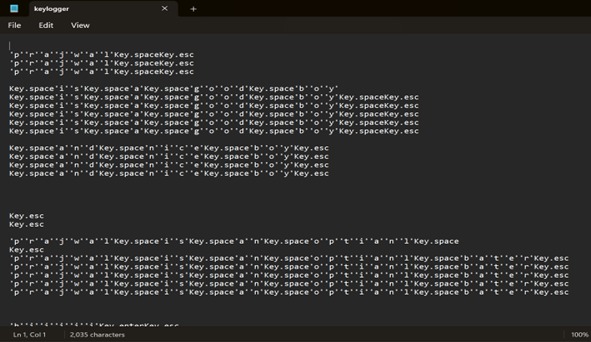 keylogger
File Edit View
'p''r''a''j''w''a''l'Key.spaceKey.esc
'p''r''a''j''w''a''l'Key.spaceKey.esc
'p''r''a''j''w''a''l'Key.spaceKey.esc
Key.space'i''s'Key.space'a'Key.space'g''o''o''d'Key.space'b''o''y'
Key.space'i''s'Key.space'a'Key.space'g''o''o''d'Key.space'b''o''y'Key.spaceKey.esc
Key.space'i''s'Key.space'a'Key.space'g''o''o''d'Key.space'b''o''y'Key.spaceKey.esc
Key.space'i''s'Key.space'a'Key.space'g''o''o''d'Key.space'b''o''y'Key.spaceKey.esc
Key.space'i''s'Key.space'a'Key.space'g''o''o''d'Key.space'b''o''y'Key.spaceKey.esc
Key.space'i''s'Key.space'a'Key.space'g''o''o''d'Key.space'b''o''y'Key.spaceKey.esc
Key.space'a''n''d'Key.space'n''i''c''e'Key.space'b''o''y'Key.esc
Key.space'a''n''d'Key.space'n''i''c''e'Key.space'b''o''y'Key.esc
Key.space'a''n''d'Key.space'n''i''c''e'Key.space'b''o''y'Key.esc
Key.space'a''n''d'Key.space'n''i''c''e'Key.space'b''o''y'Key.esc
Key.esc
Key.esc
'p''r''a''j''w''a''l'Key.space'i''s'Key.space'a''n'Key.space'o''p''t''i''a''n''l'Key.space
Key.esc
'p''r''a''j''w''a''l'Key.space'i''s'Key.space'a''n'Key.space'o''p''t''i''a''n''l'Key.space'b''a''t''e''r'Key.esc
'p''r''a''j''w''a''l'Key.space'i''s'Key.space'a''n'Key.space'o''p''t''i''a''n''l'Key.space'b''a''t''e''r'Key.esc
'p''r''a''j''w''a''l'Key.space'i''s'Key.space'a''n'Key.space'o''p''t''i''a''n''l'Key.space'b''a''t''e''r'Key.esc
'p''r''a''j''w''a''l'Key.space'i''s'Key.space'a''n'Key.space'o''p''t''i''a''n''l'Key.space'b''a''t''e''r'Key.esc
'p''r''a''j''w''a''l'Key.space'i''s'Key.space'a''n'Key.space'o''p''t''i''a''n''l'Key.space'b''a''t''e''r'Key.esc
Ln 1, Col 1 2,035 characters 100%